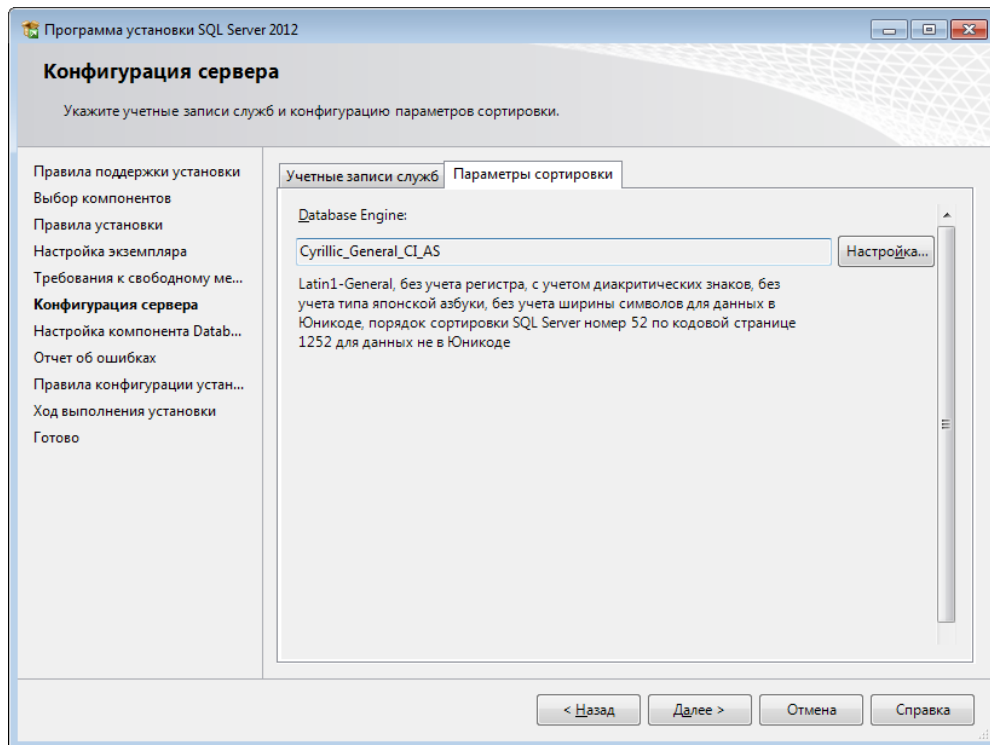 Программа установки SQL Server 2012
Конфигурация сервера
Укажите учетные записи служб и конфигурацию параметров сортировки.
Правила поддержки установки
Выбор компонентов
Правила установки
Настройка экземпляра
Требования к свободному ме...
Конфигурация сервера
Настройка компонента Datab...
Отчет об ошибках
Правила конфигурации устан...
Ход выполнения установки
Готово
Учетные записи служб
Параметры сортировки
Database Engine:
Cyrillic_General_CI_AS
Настройка...
Latin1-General, без учета регистра, с учетом диакритических знаков, без
учета типа японской азбуки, без учета ширины символов для данных в
Юникоде, порядок сортировки SQL Server номер 52 по кодовой странице
1252 для данных не в Юникоде
< Назад
Далее >
Отмена
Справка